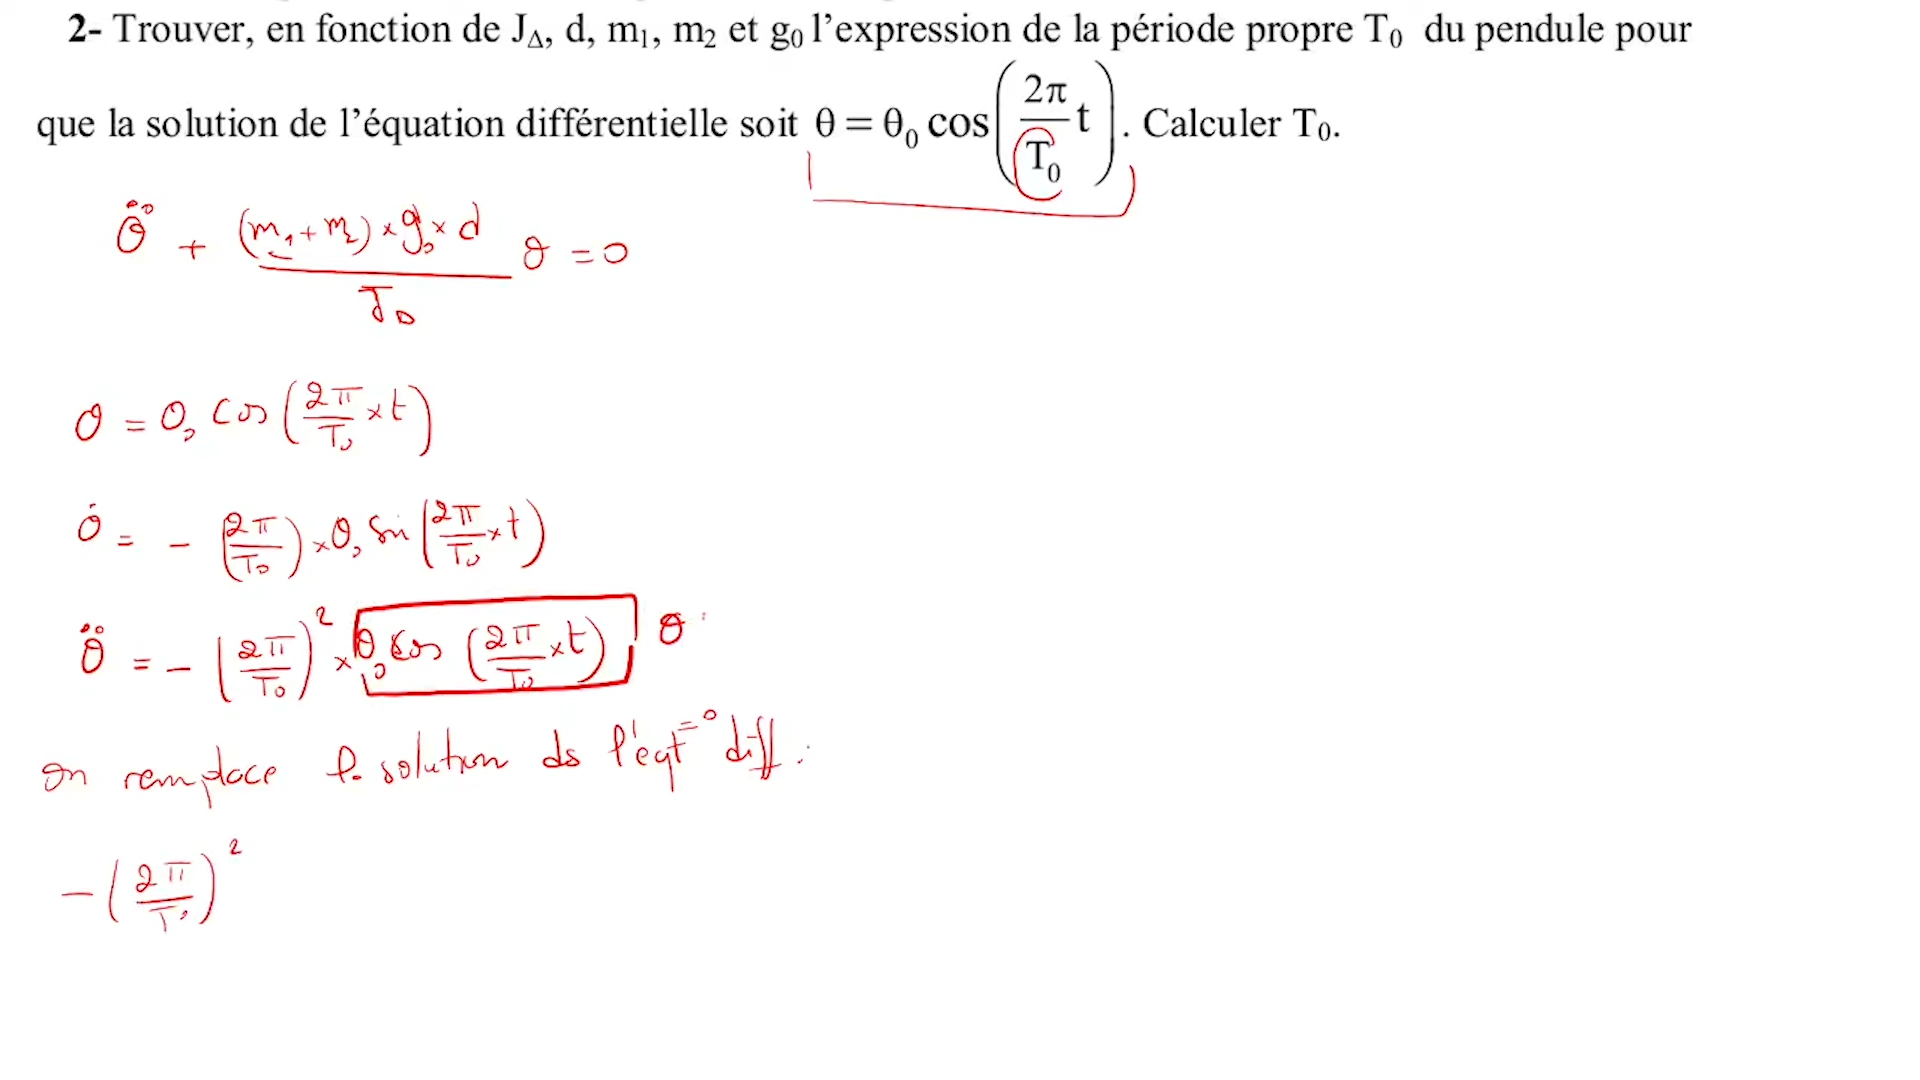 2- Trouver, en fonction de J_Δ, d, m₁, m₂ et g₀ l’expression de la période propre T₀ du pendule pour
que la solution de l’équation différentielle soit θ = θ₀ cos(2π/T₀ t). Calculer T₀.
θ̈ + (m₁+m₂)×g₀×d / J_Δ θ = 0
θ = θ₀ cos(2π/T₀ × t)
θ̇ = - (2π/T₀) × θ₀ sin(2π/T₀ × t)
θ̈ = - (2π/T₀)² × θ₀ cos(2π/T₀ × t) θ
on remplace la solution ds l'éqt° diff :
- (2π/T₀)²